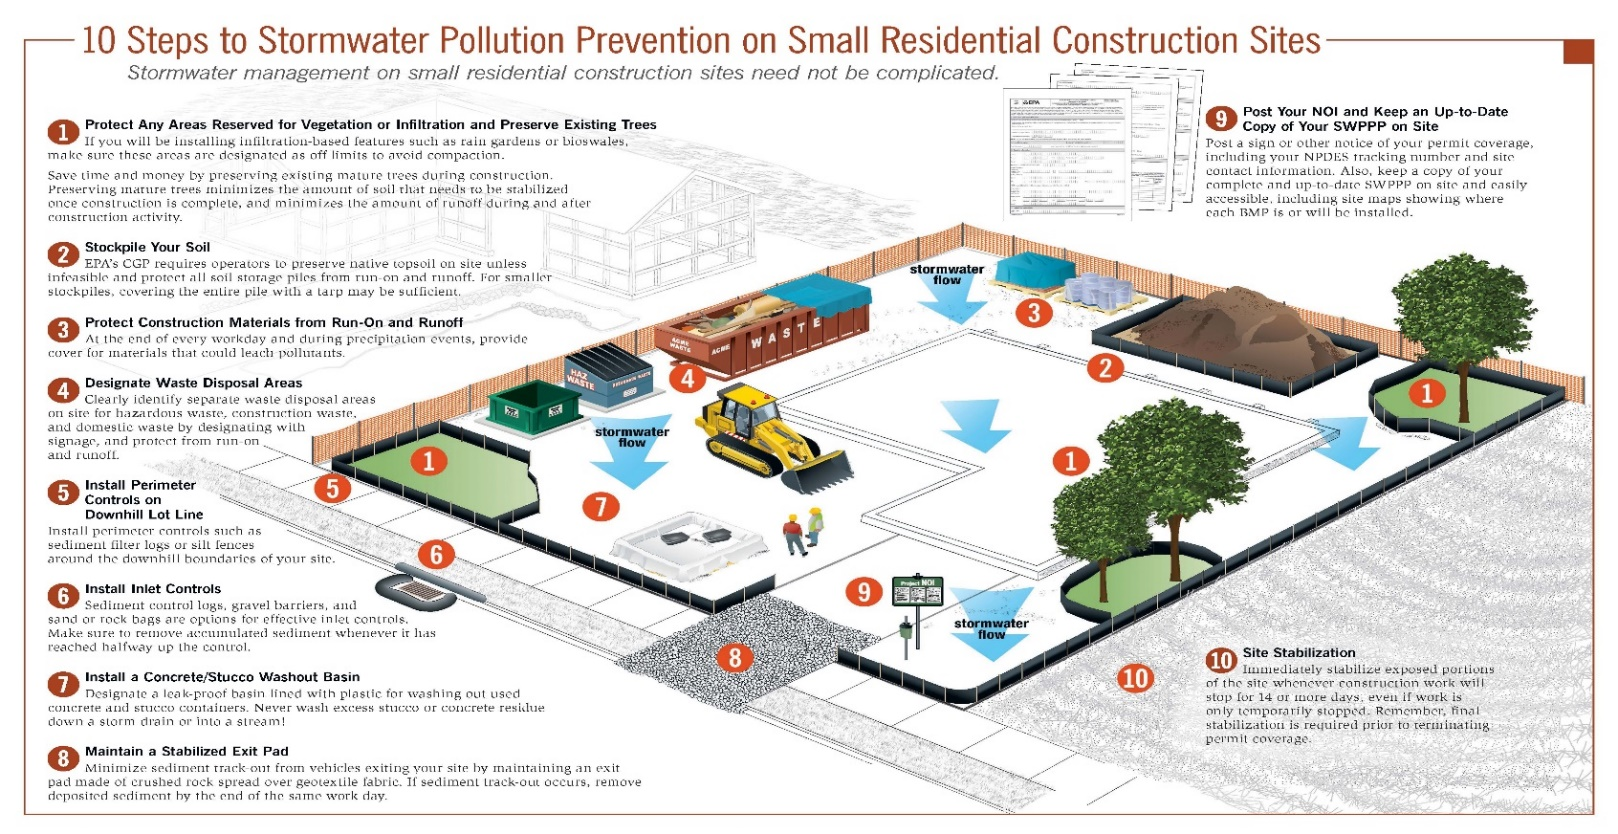 10 Steps to Stormwater Pollution Prevention on Small Residential Construction Sites
Stormwater management on small residential construction sites need not be complicated.
1 Protect Any Areas Reserved for Vegetation or Infiltration and Preserve Existing Trees
If you will be installing infiltration-based features such as rain gardens or bioswales,
make sure these areas are designated as off limits to avoid compaction.
Save time and money by preserving existing mature trees during construction.
Preserving mature trees minimizes the amount of soil that needs to be stabilized
once construction is complete, and minimizes the amount of runoff during and after
construction activity.
2 Stockpile Your Soil
EPA's CGP requires operators to preserve native topsoil on site unless
infeasible and protect all soil storage piles from run-on and runoff. For smaller
stockpiles, covering the entire pile with a tarp may be sufficient.
3 Protect Construction Materials from Run-On and Runoff
At the end of every workday and during precipitation events, provide
cover for materials that could leach pollutants.
4 Designate Waste Disposal Areas
Clearly identify separate waste disposal areas
on site for hazardous waste, construction waste,
and domestic waste by designating with
signage, and protect from run-on
and runoff.
5 Install Perimeter
Controls on
Downhill Lot Line
Install perimeter controls such as
sediment filter logs or silt fences
around the downhill boundaries of your site.
6 Install Inlet Controls
Sediment control logs, gravel barriers, and
sand or rock bags are options for effective inlet controls.
Make sure to remove accumulated sediment whenever it has
reached halfway up the control.
7 Install a Concrete/Stucco Washout Basin
Designate a leak-proof basin lined with plastic for washing out used
concrete and stucco containers. Never wash excess stucco or concrete residue
down a storm drain or into a stream!
8 Maintain a Stabilized Exit Pad
Minimize sediment track-out from vehicles exiting your site by maintaining an exit
pad made of crushed rock spread over geotextile fabric. If sediment track-out occurs, remove
deposited sediment by the end of the same work day.
EPA
9 Post Your NOI and Keep an Up-to-Date
Copy of Your SWPPP on Site
Post a sign or other notice of your permit coverage,
including your NPDES tracking number and site
contact information. Also, keep a copy of your
complete and up-to-date SWPPP on site and easily
accessible, including site maps showing where
each BMP is or will be installed.
10 Site Stabilization
Immediately stabilize exposed portions
of the site whenever construction work will
stop for 14 or more days, even if work is
only temporarily stopped. Remember, final
stabilization is required prior to terminating
permit coverage.
stormwater
flow
3
ACME
WASTE
ACME
WASTE
2
4
HAZ
WASTE
1
stormwater
flow
1
1
5
7
6
9
Project NOI
stormwater
flow
8
10